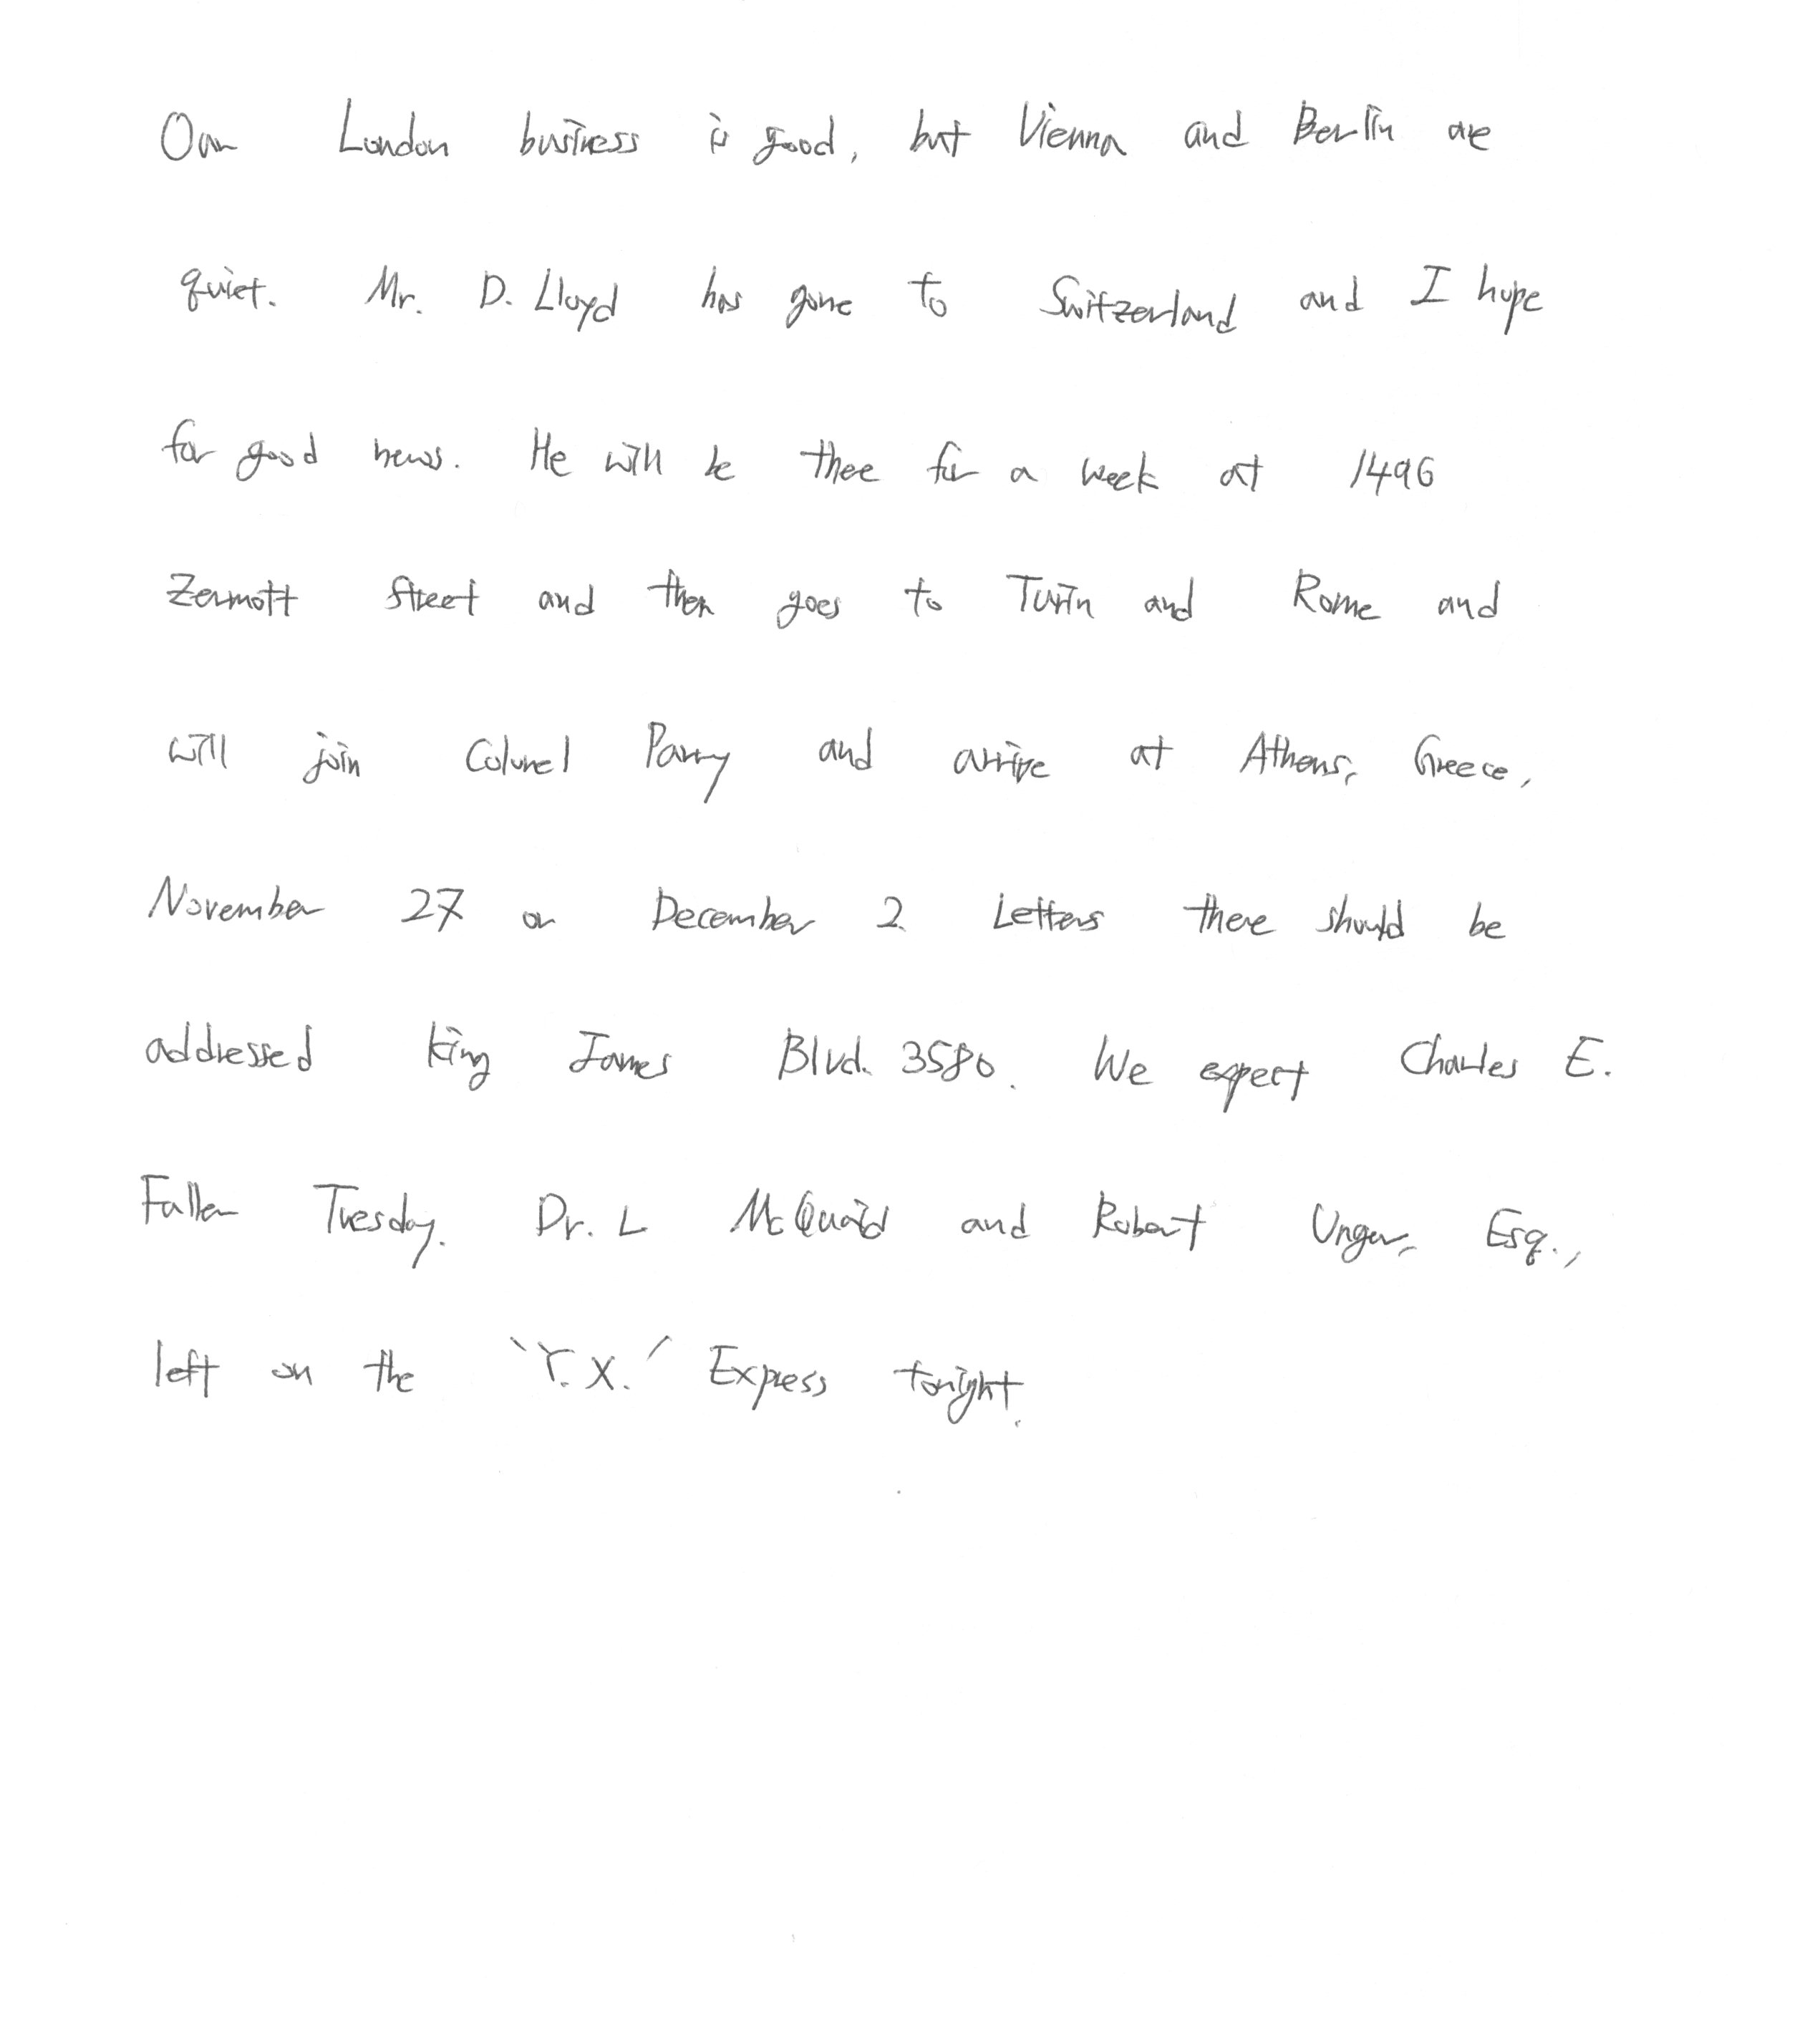 Our London business is good, but Vienna and Berlin are
quiet. Mr. D. Lloyd has gone to Switzerland and I hope
for good news. He will be there for a week at 1496
Zermott Street and then goes to Turin and Rome and
will join Colonel Parry and arrive at Athens, Greece,
November 27 or December 2. Letters there should be
addressed King James Blvd. 3580. We expect Charles E.
Fuller Tuesday. Dr. L McQuaid and Robert Unger, Esq.,
left on the "Y.X." Express tonight.